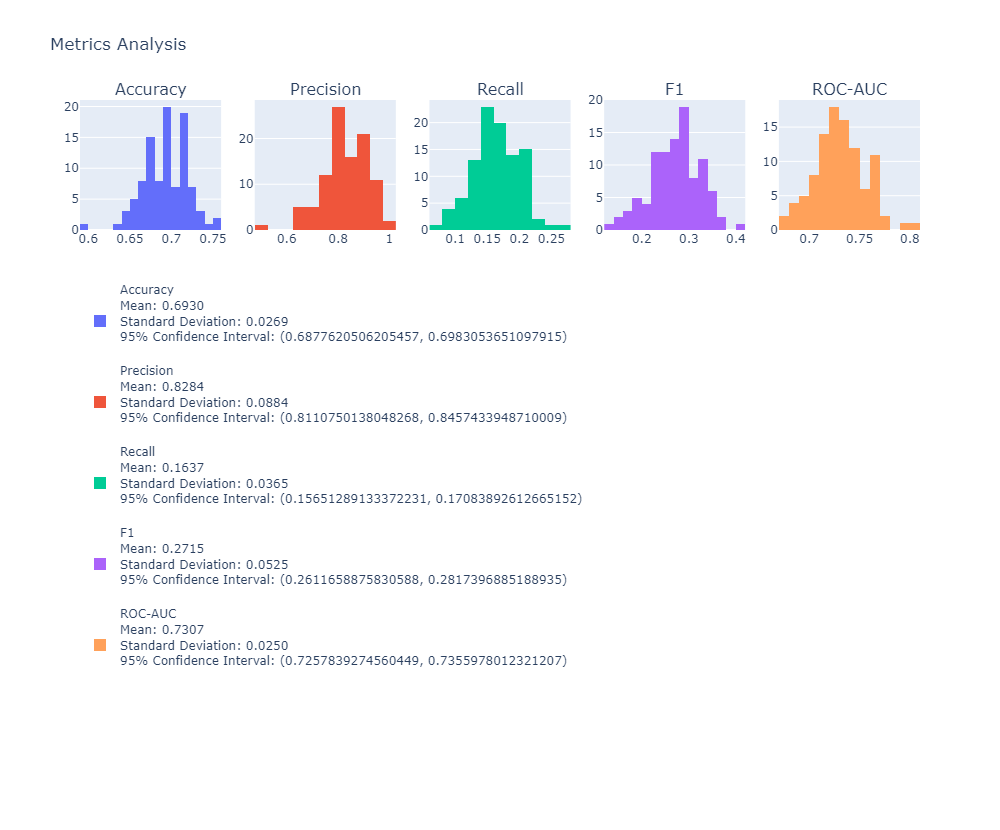 Metrics Analysis
Accuracy
Precision
Recall
F1
ROC-AUC
20
15
10
5
0
0.6
0.65
0.7
0.75
20
10
0
0.6
0.8
1
20
15
10
5
0
0.1
0.15
0.2
0.25
20
15
10
5
0
0.2
0.3
0.4
15
10
5
0
0.7
0.75
0.8
Accuracy
Mean: 0.6930
Standard Deviation: 0.0269
95% Confidence Interval: (0.6877620506205457, 0.6983053651097915)
Precision
Mean: 0.8284
Standard Deviation: 0.0884
95% Confidence Interval: (0.8110750138048268, 0.8457433948710009)
Recall
Mean: 0.1637
Standard Deviation: 0.0365
95% Confidence Interval: (0.15651289133372231, 0.17083892612665152)
F1
Mean: 0.2715
Standard Deviation: 0.0525
95% Confidence Interval: (0.2611658875830588, 0.2817396885188935)
ROC-AUC
Mean: 0.7307
Standard Deviation: 0.0250
95% Confidence Interval: (0.7257839274560449, 0.7355978012321207)